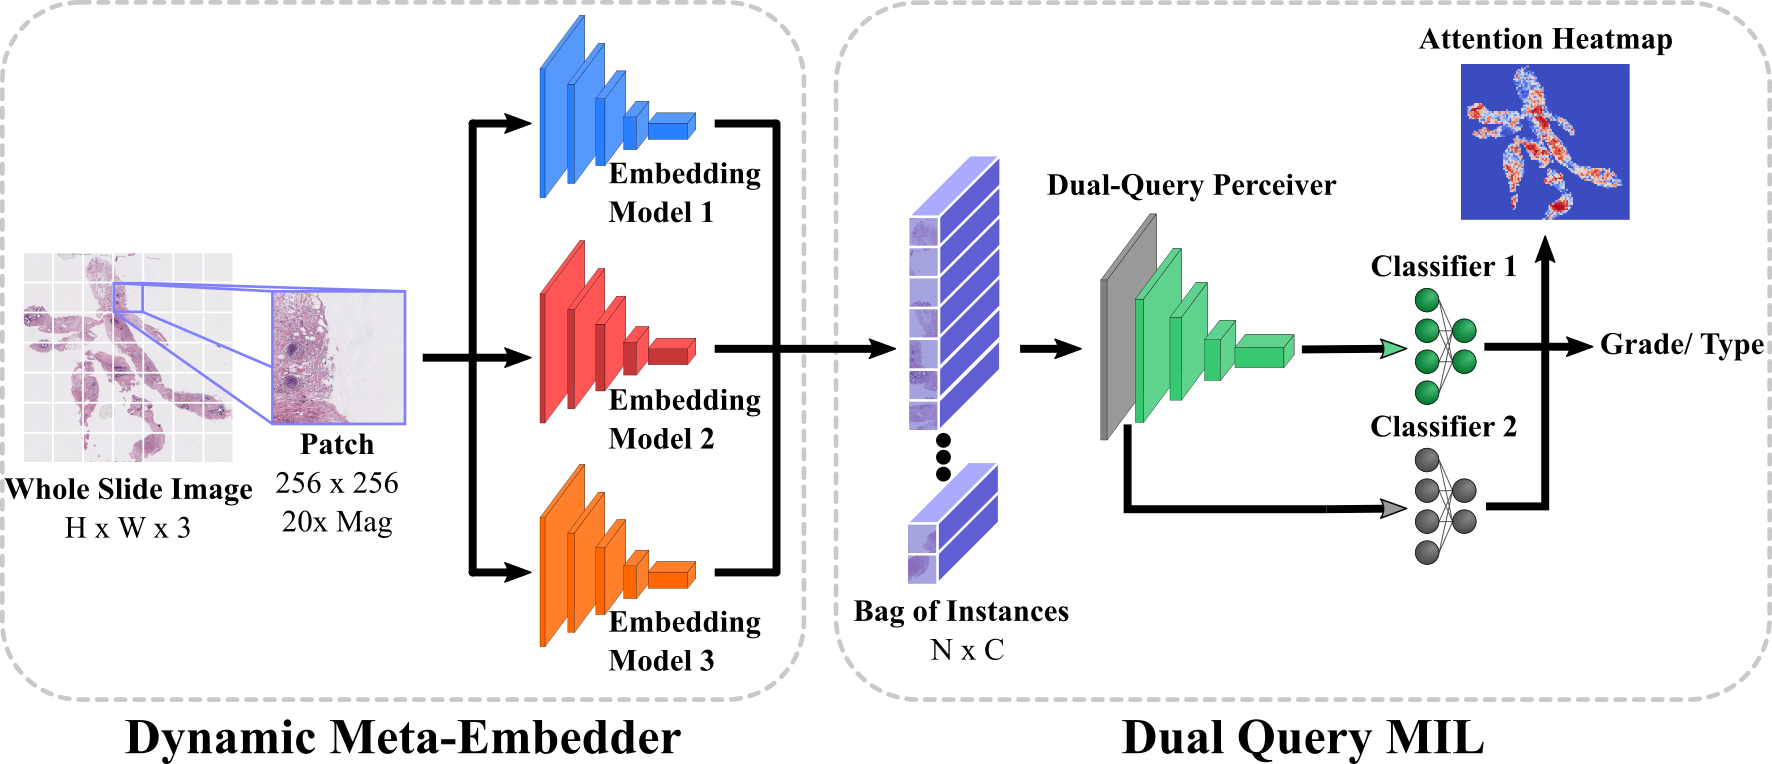 Embedding
Model 1
Embedding
Model 2
Embedding
Model 3
Patch
256 x 256
20x Mag
Whole Slide Image
H x W x 3
Dynamic Meta-Embedder
Attention Heatmap
Dual-Query Perceiver
Classifier 1
Grade/ Type
Classifier 2
Bag of Instances
N x C
Dual Query MIL